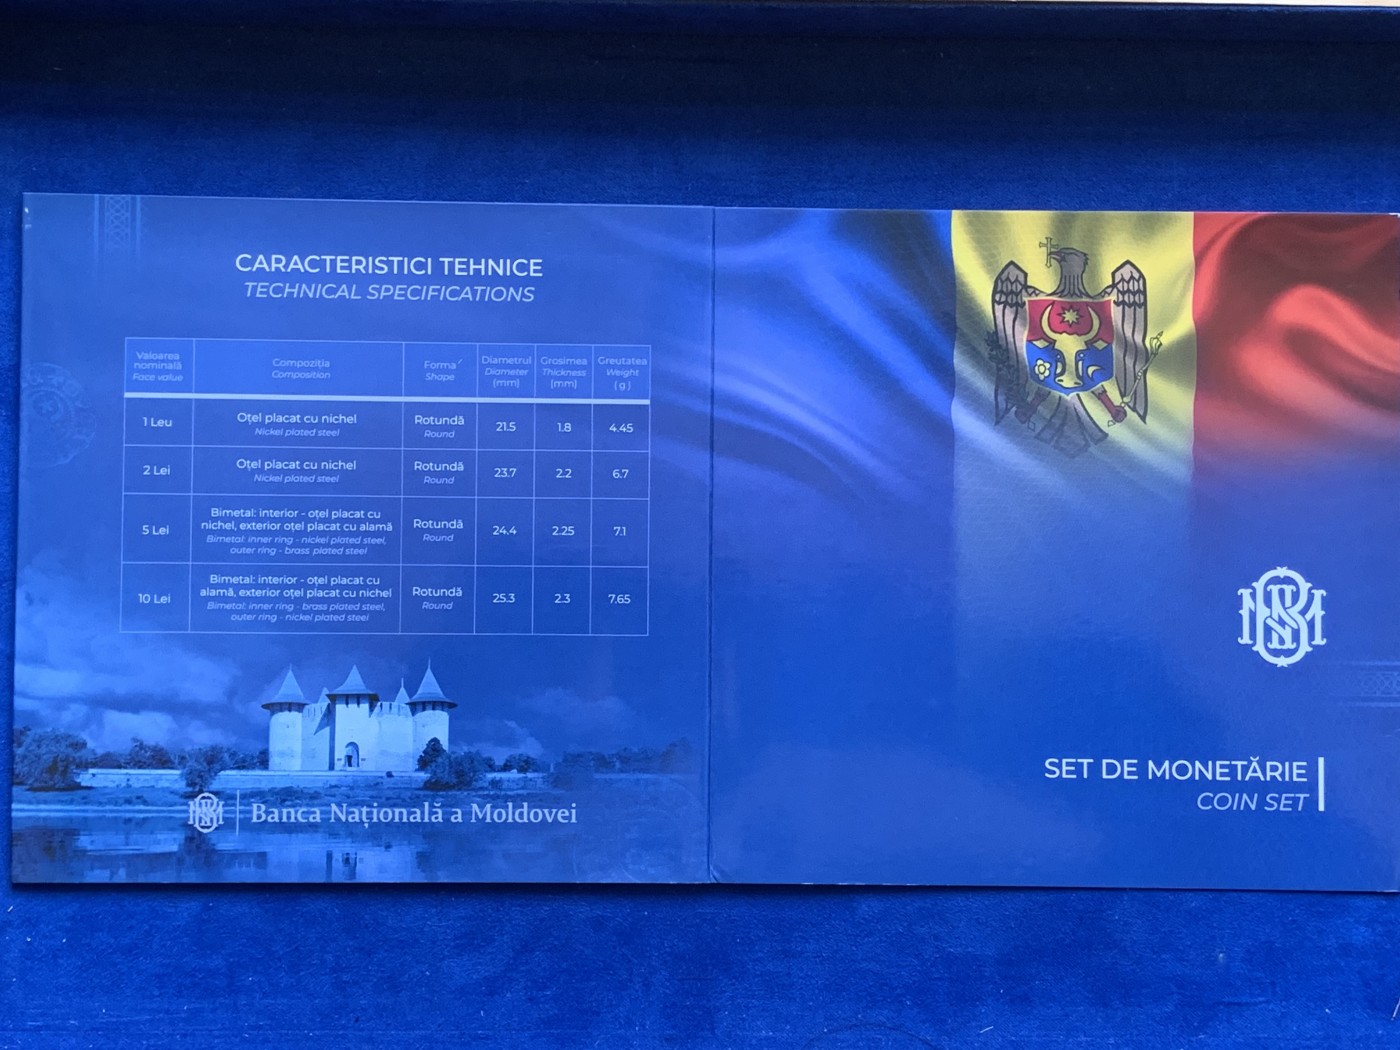 CARACTERISTICI TEHNICE
TECHNICAL SPECIFICATIONS
Valoarea nominală
Face value
Compoziția
Composition
Forma
Shape
Diametrul
Diameter
(mm)
Grosimea
Thickness
(mm)
Greutatea
Weight
(g)
1 Leu
Oțel placat cu nichel
Nickel plated steel
Rotundă
Round
21.5
1.8
4.45
2 Lei
Oțel placat cu nichel
Nickel plated steel
Rotundă
Round
23.7
2.2
6.7
5 Lei
Bimetal: interior - oțel placat cu
nichel, exterior oțel placat cu alamă
Bimetal: inner ring - nickel plated steel,
outer ring - brass plated steel
Rotundă
Round
24.4
2.25
7.1
10 Lei
Bimetal: interior - oțel placat cu
alamă, exterior oțel placat cu nichel
Bimetal: inner ring - brass plated steel,
outer ring - nickel plated steel
Rotundă
Round
25.3
2.3
7.65
BNM
Banca Națională a Moldovei
BNM
SET DE MONETĂRIE
COIN SET